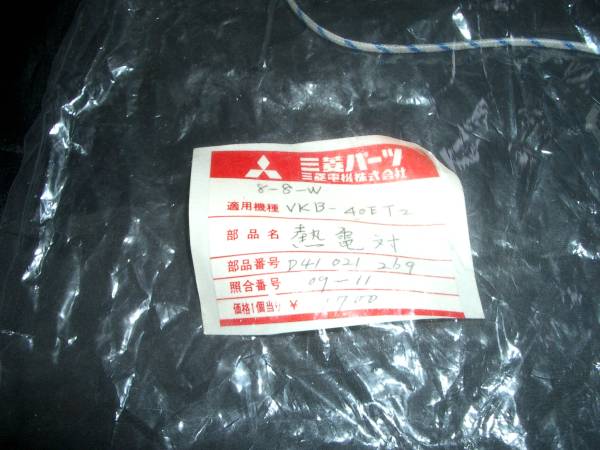 三菱パーツ
三菱電機株式会社
8-8-W
適用機種 VKB-40ET2
部品名 熱電対
部品番号 D41 021 269
照合番号 09-11
価格1個当り ¥ 700